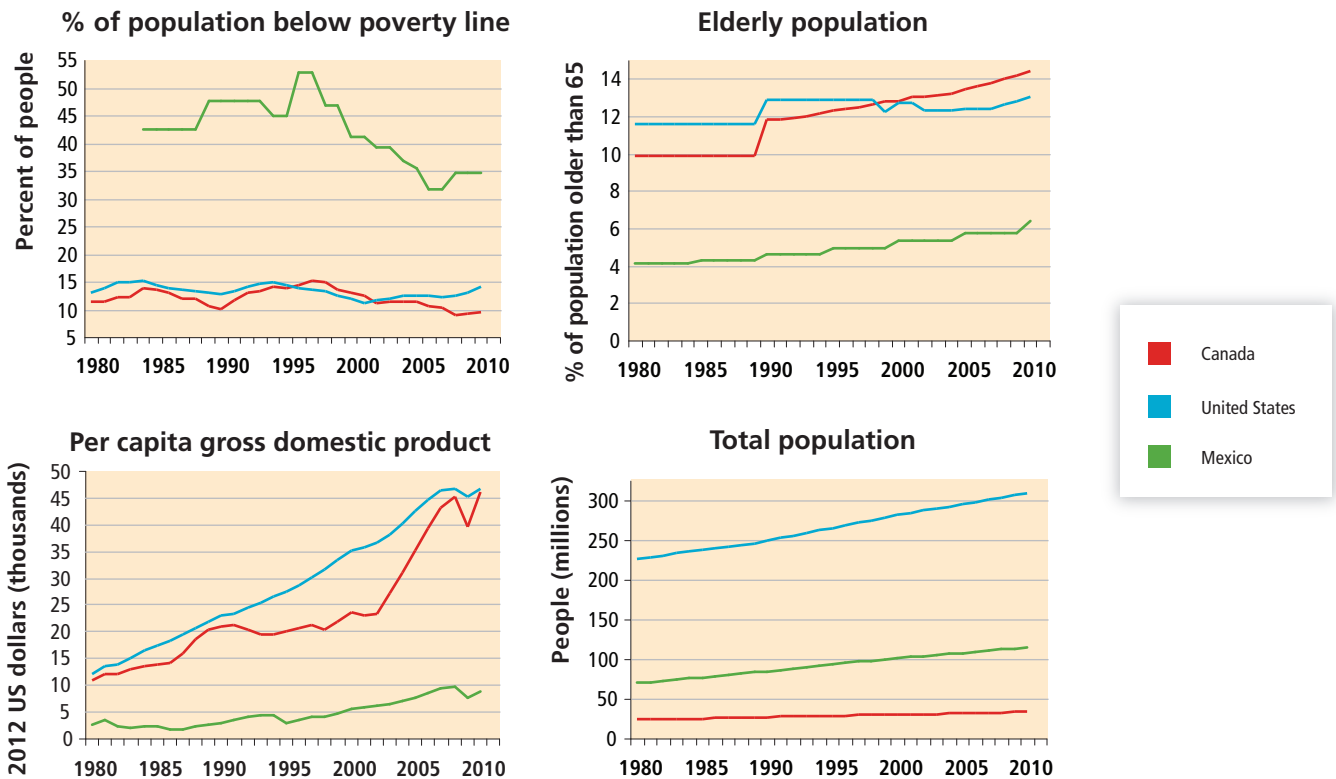 % of population below poverty line
Percent of people
55
50
45
40
35
30
25
20
15
10
5
1980 1985 1990 1995 2000 2005 2010
Elderly population
% of population older than 65
14
12
10
8
6
4
2
0
1980 1985 1990 1995 2000 2005 2010
Canada
United States
Mexico
Per capita gross domestic product
2012 US dollars (thousands)
50
45
40
35
30
25
20
15
10
5
0
1980 1985 1990 1995 2000 2005 2010
Total population
People (millions)
300
250
200
150
100
50
0
1980 1985 1990 1995 2000 2005 2010